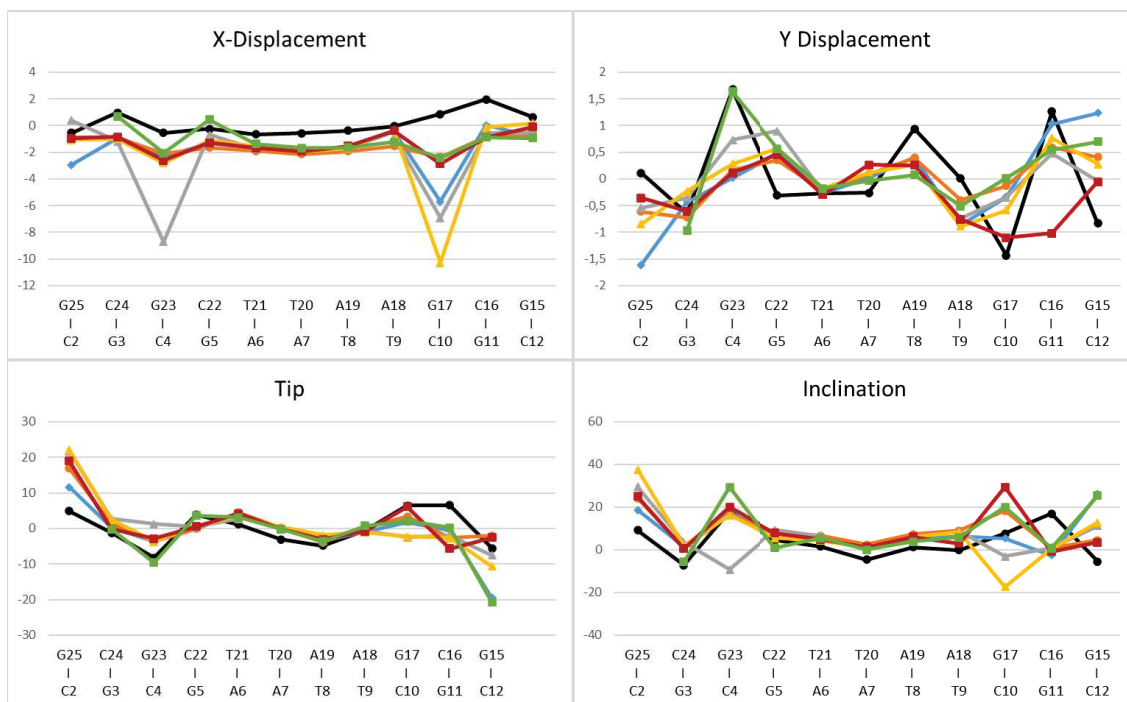 X-Displacement
4
2
0
-2
-4
-6
-8
-10
-12
G25 C24 G23 C22 T21 T20 A19 A18 G17 C16 G15
| | | | | | | | | | |
C2 G3 C4 G5 A6 A7 T8 T9 C10 G11 C12
Y Displacement
2
1,5
1
0,5
0
-0,5
-1
-1,5
-2
G25 C24 G23 C22 T21 T20 A19 A18 G17 C16 G15
| | | | | | | | | | |
C2 G3 C4 G5 A6 A7 T8 T9 C10 G11 C12
Tip
30
20
10
0
-10
-20
-30
G25 C24 G23 C22 T21 T20 A19 A18 G17 C16 G15
| | | | | | | | | | |
C2 G3 C4 G5 A6 A7 T8 T9 C10 G11 C12
Inclination
60
40
20
0
-20
-40
G25 C24 G23 C22 T21 T20 A19 A18 G17 C16 G15
| | | | | | | | | | |
C2 G3 C4 G5 A6 A7 T8 T9 C10 G11 C12